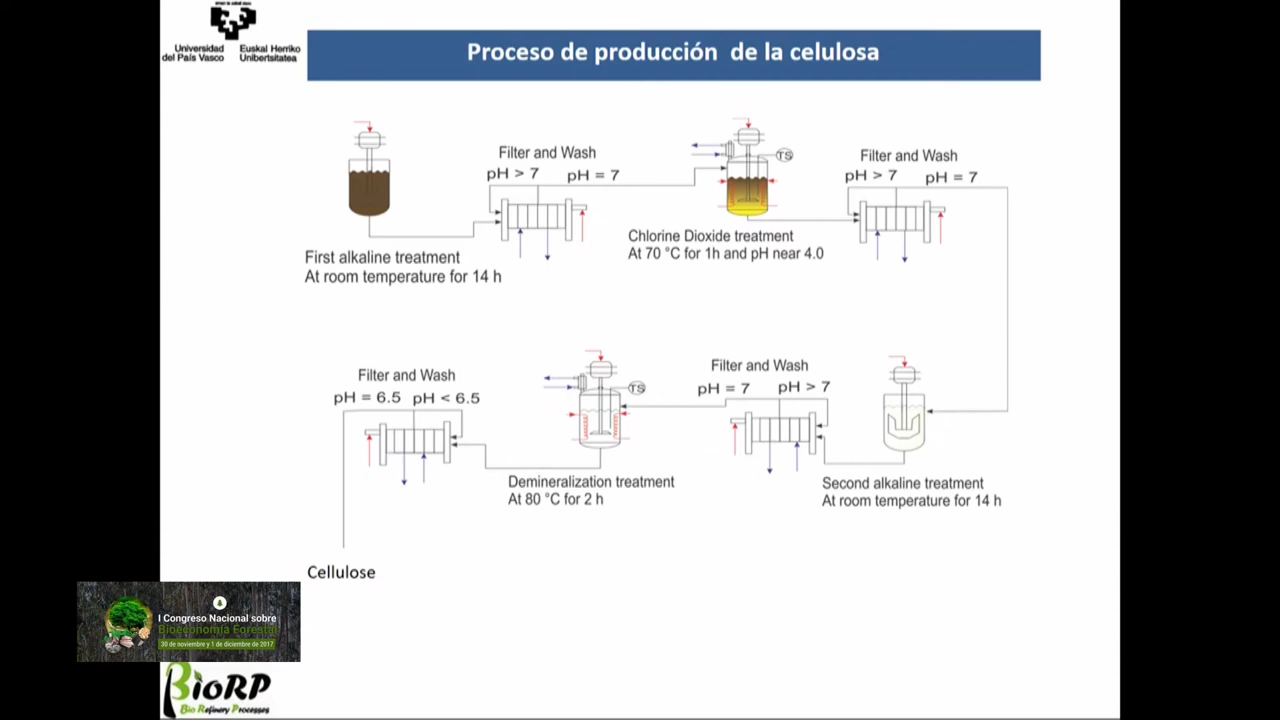 Universidad
del País Vasco
Euskal Herriko
Unibertsitatea
Proceso de producción de la celulosa
Filter and Wash
pH > 7 pH = 7
TS
Filter and Wash
pH > 7 pH = 7
First alkaline treatment
At room temperature for 14 h
Chlorine Dioxide treatment
At 70 °C for 1h and pH near 4.0
Filter and Wash
pH = 6.5 pH < 6.5
TS
Filter and Wash
pH = 7 pH > 7
Demineralization treatment
At 80 °C for 2 h
Second alkaline treatment
At room temperature for 14 h
Cellulose
I Congreso Nacional sobre
Bioeconomía Forestal
30 de noviembre y 1 de diciembre de 2017
BioRP
Bio Refinery Processes